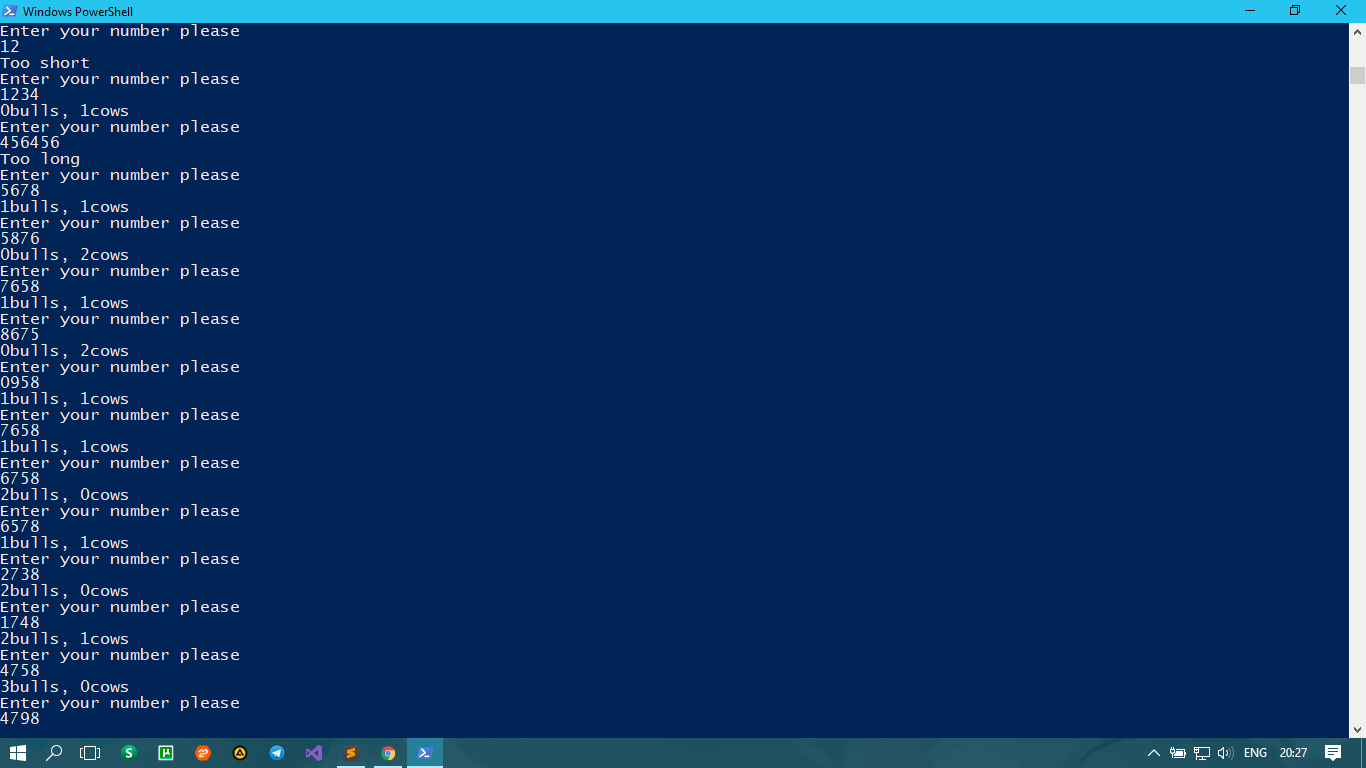 Windows PowerShell
Enter your number please
12
Too short
Enter your number please
1234
0bulls, 1cows
Enter your number please
456456
Too long
Enter your number please
5678
1bulls, 1cows
Enter your number please
5876
0bulls, 2cows
Enter your number please
7658
1bulls, 1cows
Enter your number please
8675
0bulls, 2cows
Enter your number please
0958
1bulls, 1cows
Enter your number please
7658
1bulls, 1cows
Enter your number please
6758
2bulls, 0cows
Enter your number please
6578
1bulls, 1cows
Enter your number please
2738
2bulls, 0cows
Enter your number please
1748
2bulls, 1cows
Enter your number please
4758
3bulls, 0cows
Enter your number please
4798
ENG 20:27